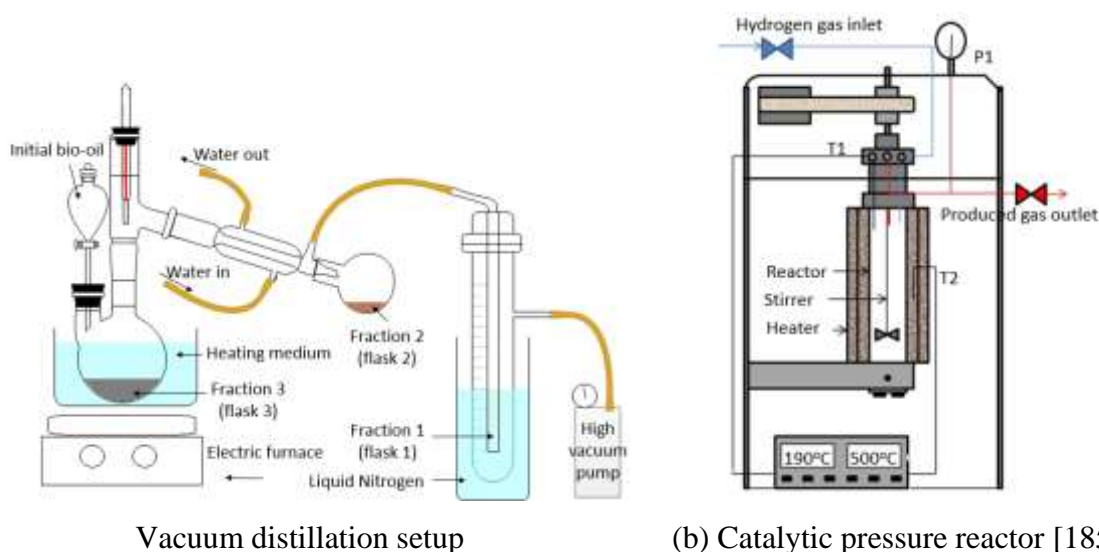 Initial bio-oil
Water out
Water in
Heating medium
Fraction 3
(flask 3)
Electric furnace
Fraction 2
(flask 2)
Fraction 1
(flask 1)
Liquid Nitrogen
High
vacuum
pump
Vacuum distillation setup
Hydrogen gas inlet
P1
T1
Produced gas outlet
Reactor
T2
Stirrer
Heater
190°C 500°C
(b) Catalytic pressure reactor [185